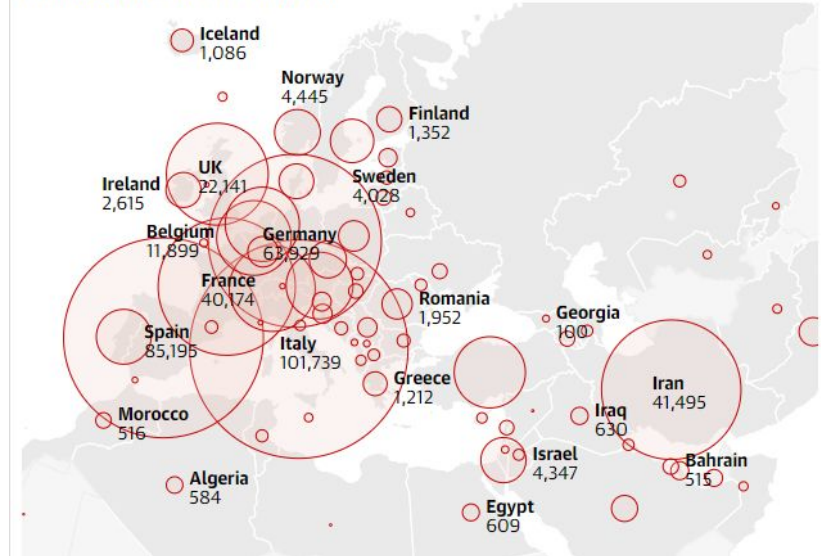 Iceland
1,086
Norway
4,445
Finland
1,352
UK
22,141
Ireland
2,615
Sweden
4,028
Belgium
11,899
Germany
63,929
France
40,174
Romania
1,952
Georgia
100
Spain
85,195
Italy
101,739
Greece
1,212
Iran
41,495
Morocco
516
Iraq
630
Israel
4,347
Bahrain
515
Algeria
584
Egypt
609